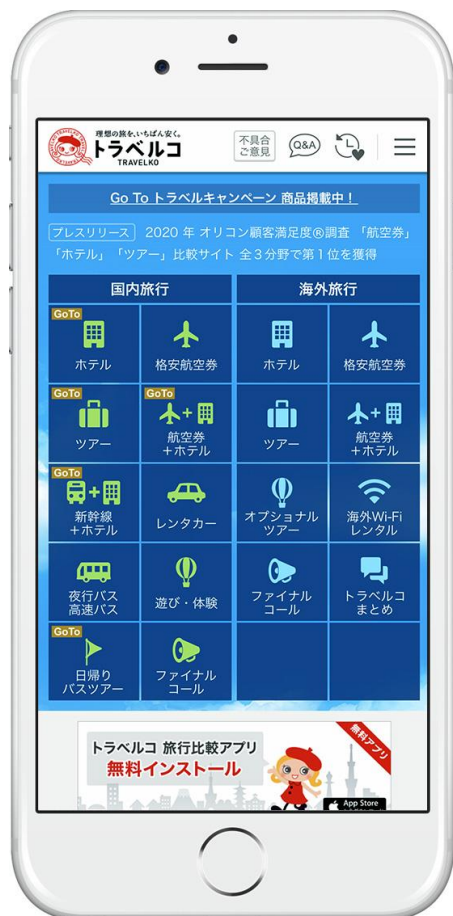 理想の旅を、いちばん安く。
トラベルコ
TRAVELKO
不具合
ご意見
Q&A
Go To トラベルキャンペーン 商品掲載中！
プレスリリース 2020 年 オリコン顧客満足度®調査 「航空券」
「ホテル」「ツアー」比較サイト 全3分野で第1位を獲得
国内旅行
海外旅行
GoTo
ホテル
格安航空券
ホテル
格安航空券
GoTo
ツアー
GoTo
航空券
+ホテル
ツアー
航空券
+ホテル
GoTo
新幹線
+ホテル
レンタカー
オプショナル
ツアー
海外Wi-Fi
レンタル
夜行バス
高速バス
遊び・体験
ファイナル
コール
トラベルコ
まとめ
GoTo
日帰り
バスツアー
ファイナル
コール
トラベルコ 旅行比較アプリ
無料インストール
無料アプリ
App Store